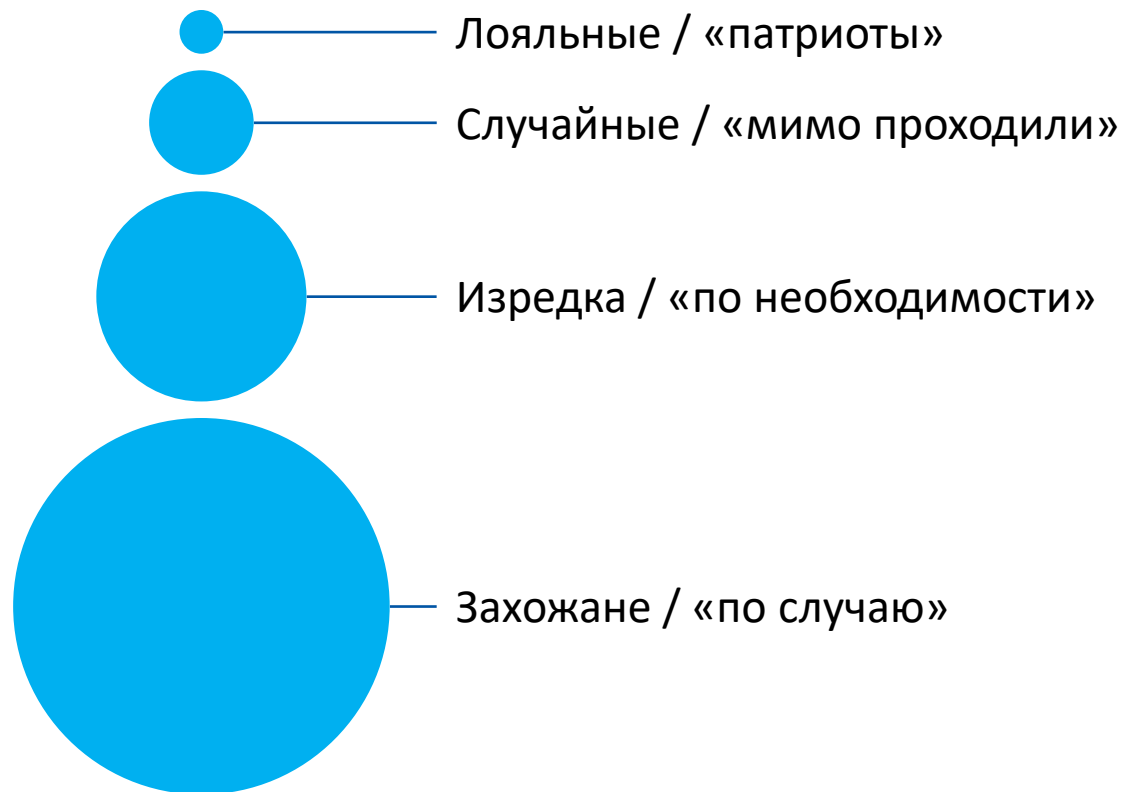 Лояльные / «патриоты»
Случайные / «мимо проходили»
Изредка / «по необходимости»
Захожане / «по случаю»